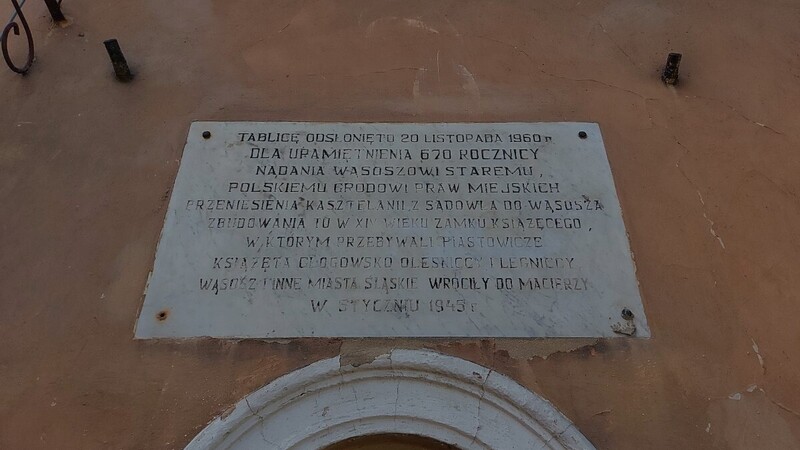 TABLICĘ ODSŁONIĘTO 20 LISTOPADA 1960 r.
DLA UPAMIĘTNIENIA 670 ROCZNICY
NADANIA WĄSOSZOWI STAREMU,
POLSKIEMU GRODOWI PRAW MIEJSKICH
PRZENIESIENIA KASZTELANII Z SĄDOWLA DO WĄSOSZA
ZBUDOWANIA TU W XIV WIEKU ZAMKU KSIĄŻĘCEGO,
W KTÓRYM PRZEBYWALI PIASTOWICZE
KSIĄŻĘTA GŁOGOWSKO OLEŚNICCY I LEGNICCY
WĄSOSZ I INNE MIASTA ŚLĄSKIE WRÓCIŁY DO MACIERZY
W STYCZNIU 1945 r